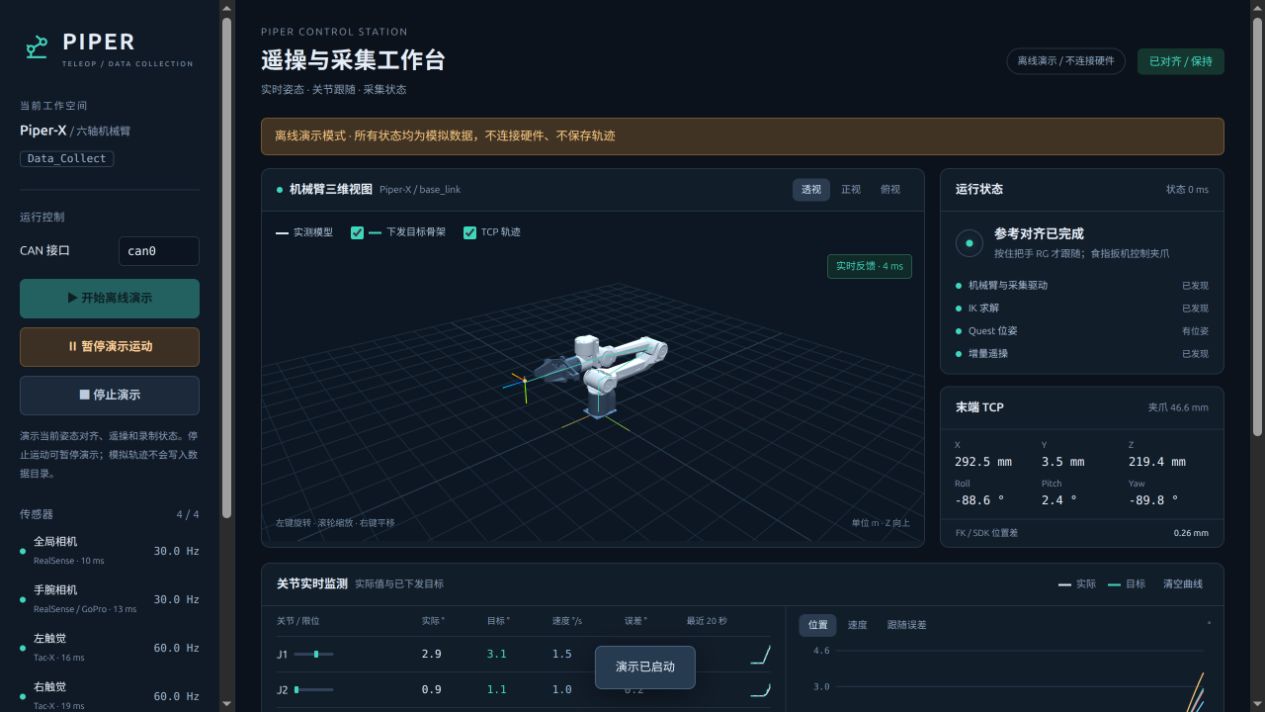 PIPER
TELEOP / DATA COLLECTION
当前工作空间
Piper-X / 六轴机械臂
Data_Collect
运行控制
CAN 接口 can0
▶ 开始离线演示
⏸ 暂停演示运动
■ 停止演示
演示当前姿态对齐、遥操和录制状态。停
止运动可暂停演示；模拟轨迹不会写入数
据目录。
传感器 4 / 4
全局相机 30.0 Hz
RealSense · 10 ms
手腕相机 30.0 Hz
RealSense / GoPro · 13 ms
左触觉 60.0 Hz
Tac-X · 16 ms
右触觉 60.0 Hz
Tac-X · 19 ms
PIPER CONTROL STATION
遥操与采集工作台
实时姿态 · 关节跟随 · 采集状态
离线演示 / 不连接硬件
已对齐 / 保持
离线演示模式 · 所有状态均为模拟数据，不连接硬件、不保存轨迹
机械臂三维视图 Piper-X / base_link
透视 正视 俯视
实测模型 下发目标骨架 TCP 轨迹
实时反馈 · 4 ms
左键旋转 · 滚轮缩放 · 右键平移
单位 m · Z 向上
运行状态 状态 0 ms
参考对齐已完成
按住把手 RG 才跟随；食指扳机控制夹爪
机械臂与采集驱动 已发现
IK 求解 已发现
Quest 位姿 有位姿
增量遥操 已发现
末端 TCP 夹爪 46.6 mm
X Y Z
292.5 mm 3.5 mm 219.4 mm
Roll Pitch Yaw
-88.6 ° 2.4 ° -89.8 °
FK / SDK 位置差 0.26 mm
关节实时监测 实际值与已下发目标
实际 目标 清空曲线
关节 / 限位 实际 ° 目标 ° 速度 °/s 误差 ° 最近 20 秒
J1 2.9 3.1 1.5
J2 0.9 1.1 1.0
演示已启动
位置 速度 跟随误差 °
4.6
3.0